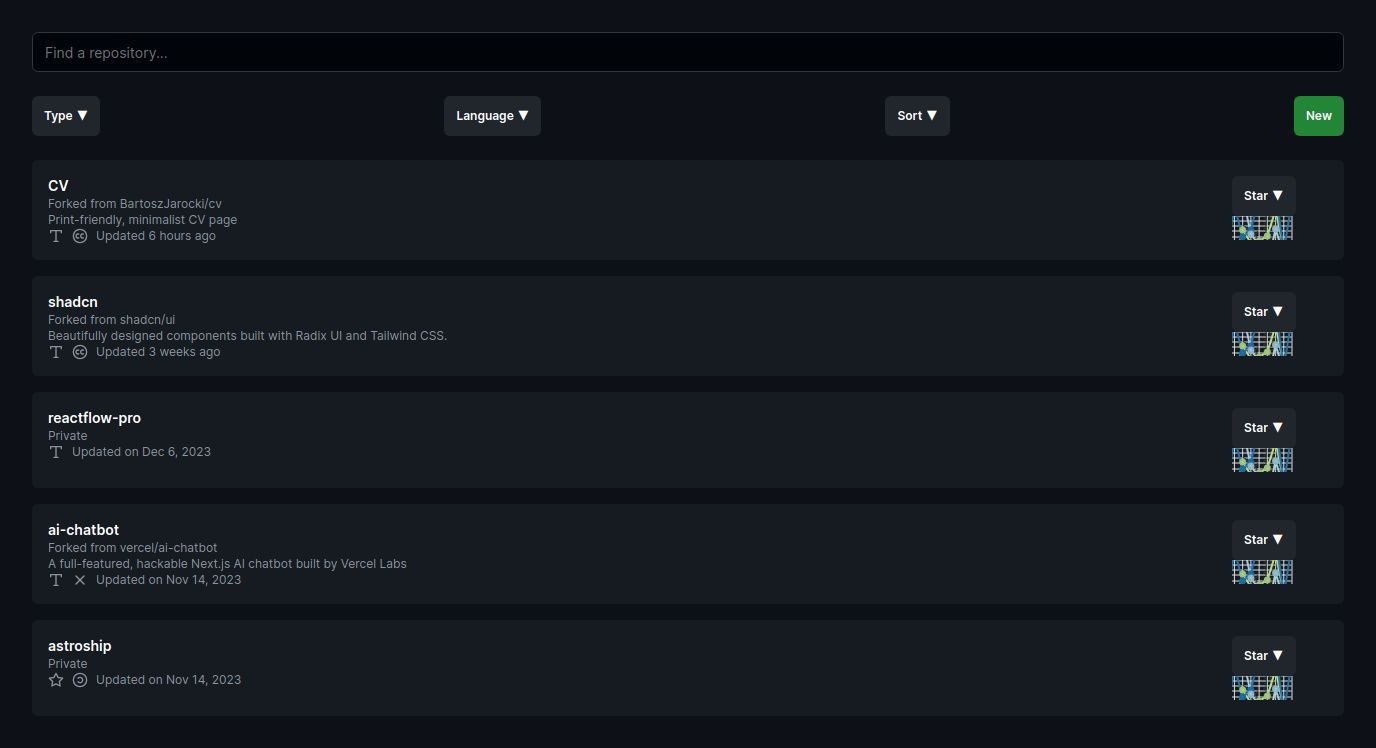 Find a repository...
Type ▼
Language ▼
Sort ▼
New
CV
Star ▼
Forked from BartoszJarocki/cv
Print-friendly, minimalist CV page
Updated 6 hours ago
shadcn
Star ▼
Forked from shadcn/ui
Beautifully designed components built with Radix UI and Tailwind CSS.
Updated 3 weeks ago
reactflow-pro
Star ▼
Private
Updated on Dec 6, 2023
ai-chatbot
Star ▼
Forked from vercel/ai-chatbot
A full-featured, hackable Next.js AI chatbot built by Vercel Labs
Updated on Nov 14, 2023
astroship
Star ▼
Private
Updated on Nov 14, 2023